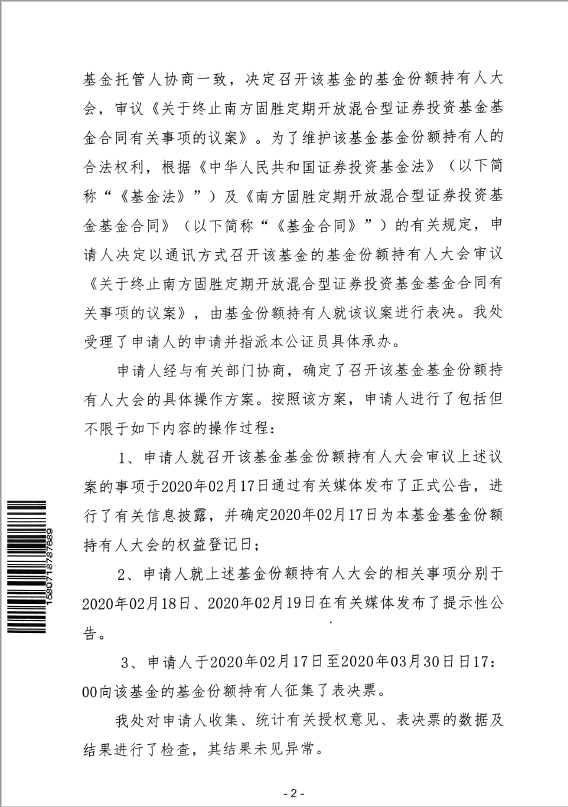 基金托管人协商一致，决定召开该基金的基金份额持有人大
会，审议《关于终止南方固胜定期开放混合型证券投资基金基
金合同有关事项的议案》。为了维护该基金基金份额持有人的
合法权利，根据《中华人民共和国证券投资基金法》（以下简
称“《基金法》”）及《南方固胜定期开放混合型证券投资基
金基金合同》（以下简称“《基金合同》”）的有关规定，申
请人决定以通讯方式召开该基金的基金份额持有人大会审议
《关于终止南方固胜定期开放混合型证券投资基金基金合同有
关事项的议案》，由基金份额持有人就该议案进行表决。我处
受理了申请人的申请并指派本公证员具体承办。
申请人经与有关部门协商，确定了召开该基金基金份额持
有人大会的具体操作方案。按照该方案，申请人进行了包括但
不限于如下内容的操作过程：
1、申请人就召开该基金基金份额持有人大会审议上述议
案的事项于2020年02月17日通过有关媒体发布了正式公告，进
行了有关信息披露，并确定2020年02月17日为本基金基金份额
持有人大会的权益登记日；
2、申请人就上述基金份额持有人大会的相关事项分别于
2020年02月18日、2020年02月19日在有关媒体发布了提示性公
告。
3、申请人于2020年02月17日至2020年03月30日日17：
00向该基金的基金份额持有人征集了表决票。
我处对申请人收集、统计有关授权意见、表决票的数据及
结果进行了检查，其结果未见异常。
15807187876​89
- 2 -